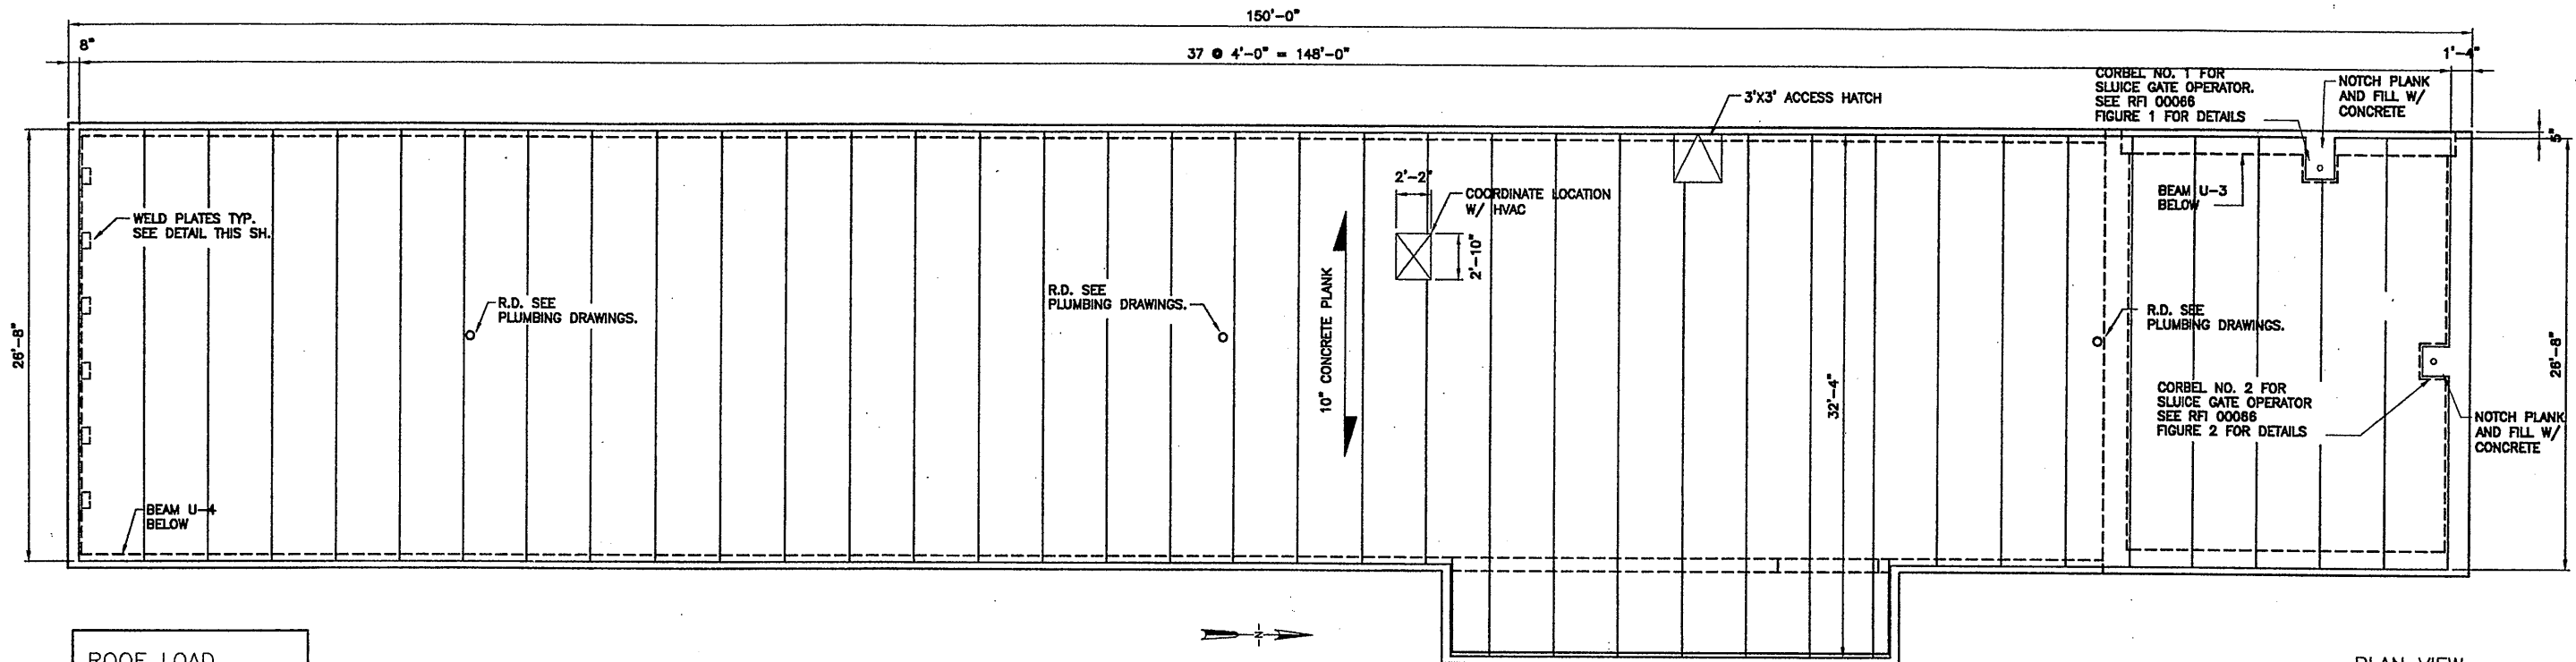 150'-0"
8"
37 @ 4'-0" = 148'-0"
1'-4"
CORBEL NO. 1 FOR
SLUICE GATE OPERATOR.
SEE RFI 00066
FIGURE 1 FOR DETAILS
NOTCH PLANK
AND FILL W/
CONCRETE
3'X3' ACCESS HATCH
5"
2'-2"
COORDINATE LOCATION
W/ HVAC
BEAM U-3
BELOW
WELD PLATES TYP.
SEE DETAIL THIS SH.
2'-10"
10" CONCRETE PLANK
R.D. SEE
PLUMBING DRAWINGS.
R.D. SEE
PLUMBING DRAWINGS.
R.D. SEE
PLUMBING DRAWINGS.
26'-8"
32'-4"
26'-8"
CORBEL NO. 2 FOR
SLUICE GATE OPERATOR
SEE RFI 00066
FIGURE 2 FOR DETAILS
NOTCH PLANK
AND FILL W/
CONCRETE
BEAM U-4
BELOW
N
ROOF LOAD
PLAN VIEW